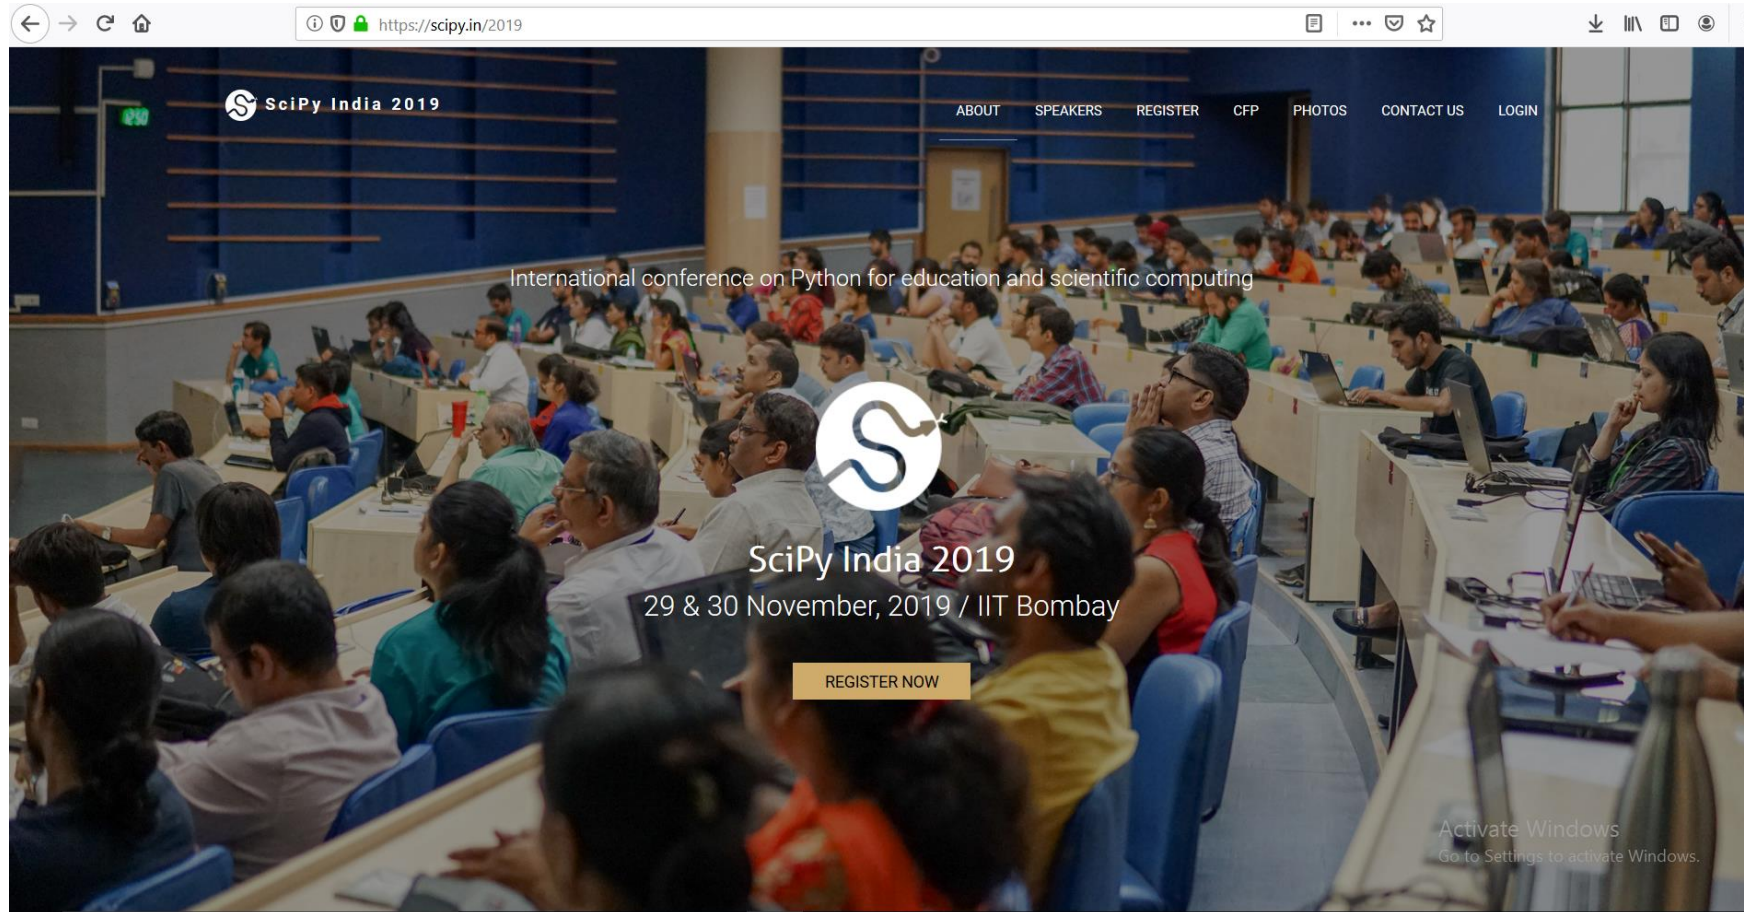 https://scipy.in/2019
SciPy India 2019
ABOUT SPEAKERS REGISTER CFP PHOTOS CONTACT US LOGIN
12:50
International conference on Python for education and scientific computing
SciPy India 2019
29 & 30 November, 2019 / IIT Bombay
REGISTER NOW
Activate Windows
Go to Settings to activate Windows.